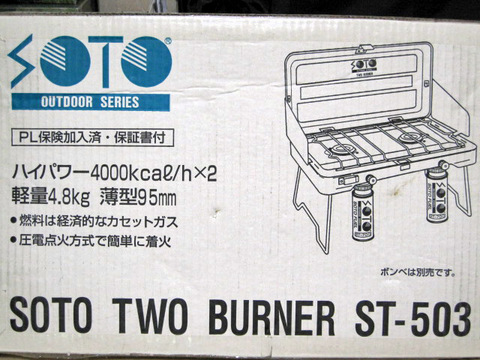 SOTO®
OUTDOOR SERIES
PL保険加入済・保証書付
ハイパワー4000kcaℓ/h×2
軽量4.8kg 薄型95mm
●燃料は経済的なカセットガス
●圧電点火方式で簡単に着火
SOTO
TWO BURNER
ボンベは別売です。
SOTO TWO BURNER ST-503